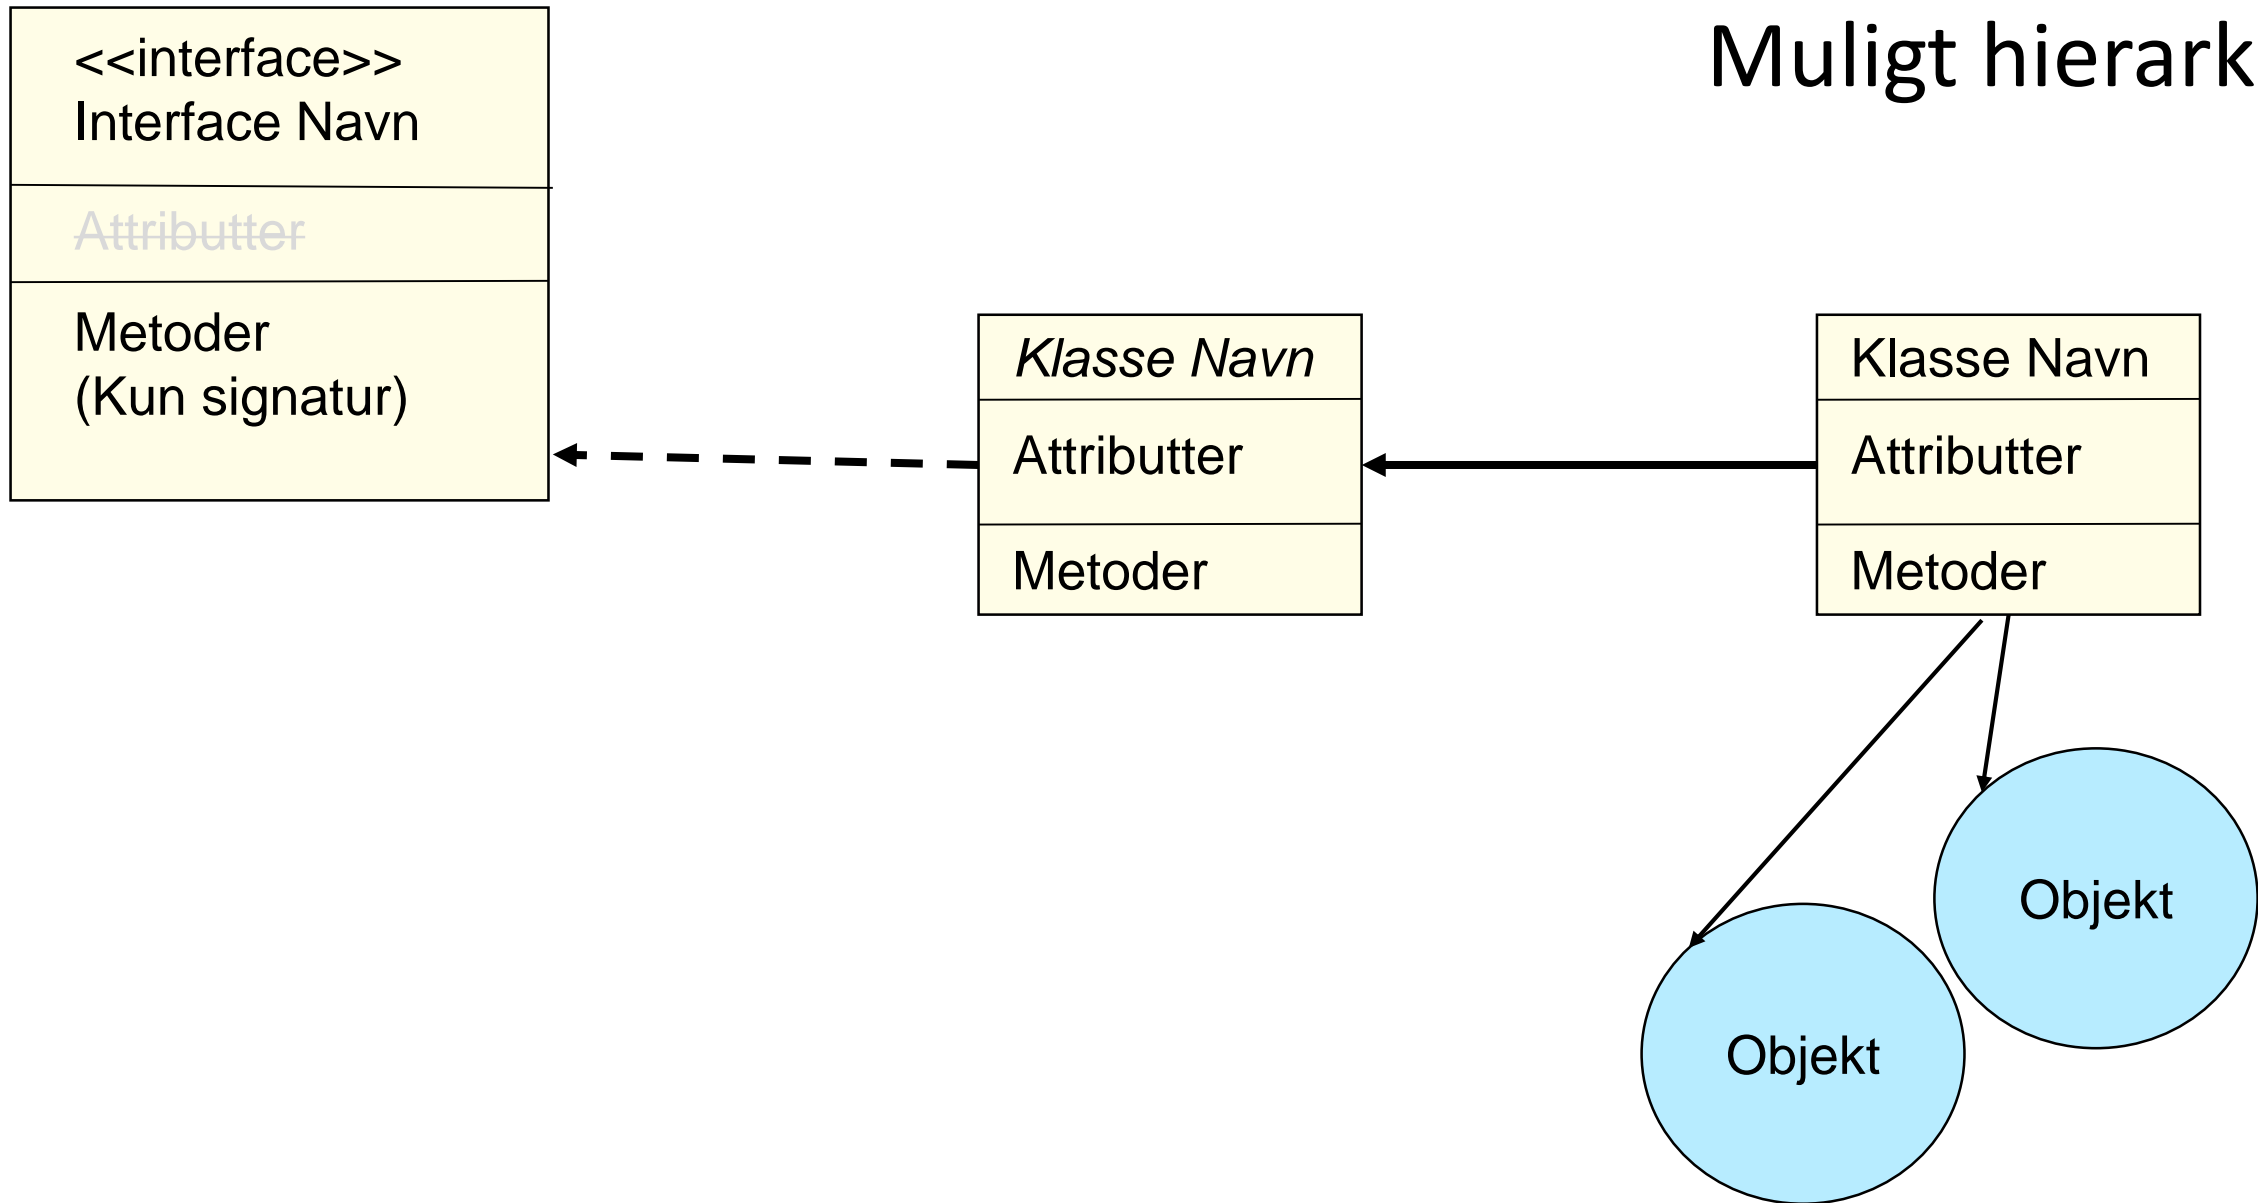 Muligt hierark
<<interface>>
Interface Navn
Attributter
Metoder
(Kun signatur)
Klasse Navn
Attributter
Metoder
Klasse Navn
Attributter
Metoder
Objekt
Objekt